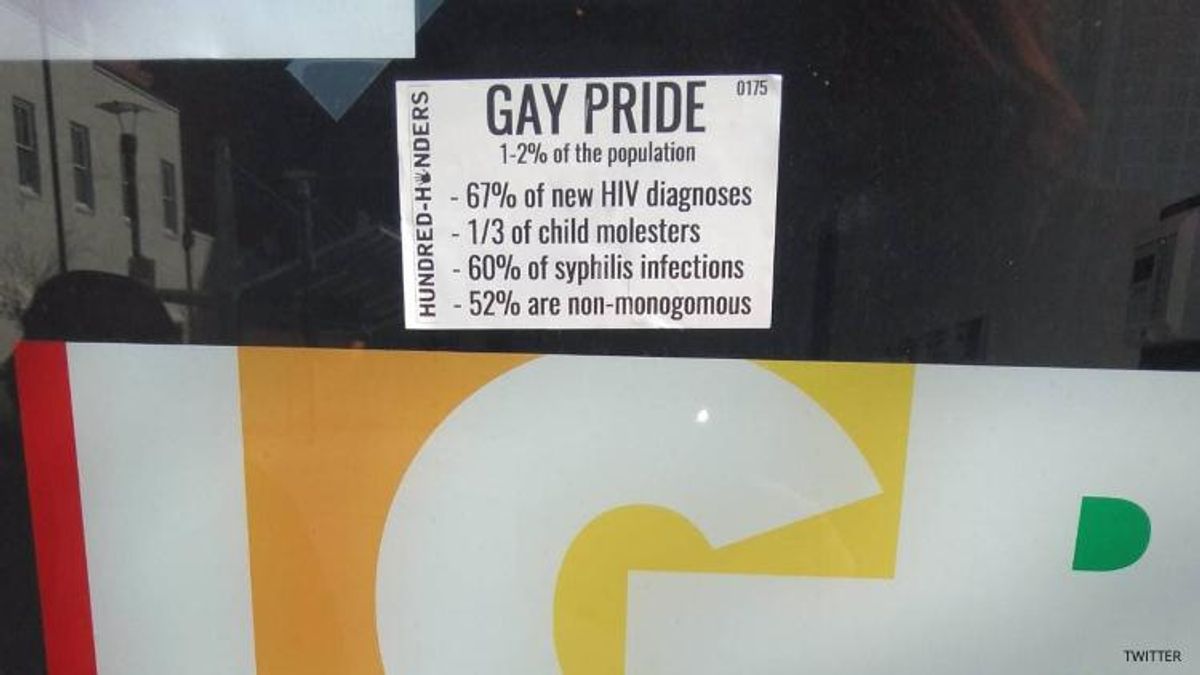 GAY PRIDE
0175
1-2% of the population
- 67% of new HIV diagnoses
- 1/3 of child molesters
- 60% of syphilis infections
- 52% are non-monogomous
HUNDRED-HANDERS
TWITTER